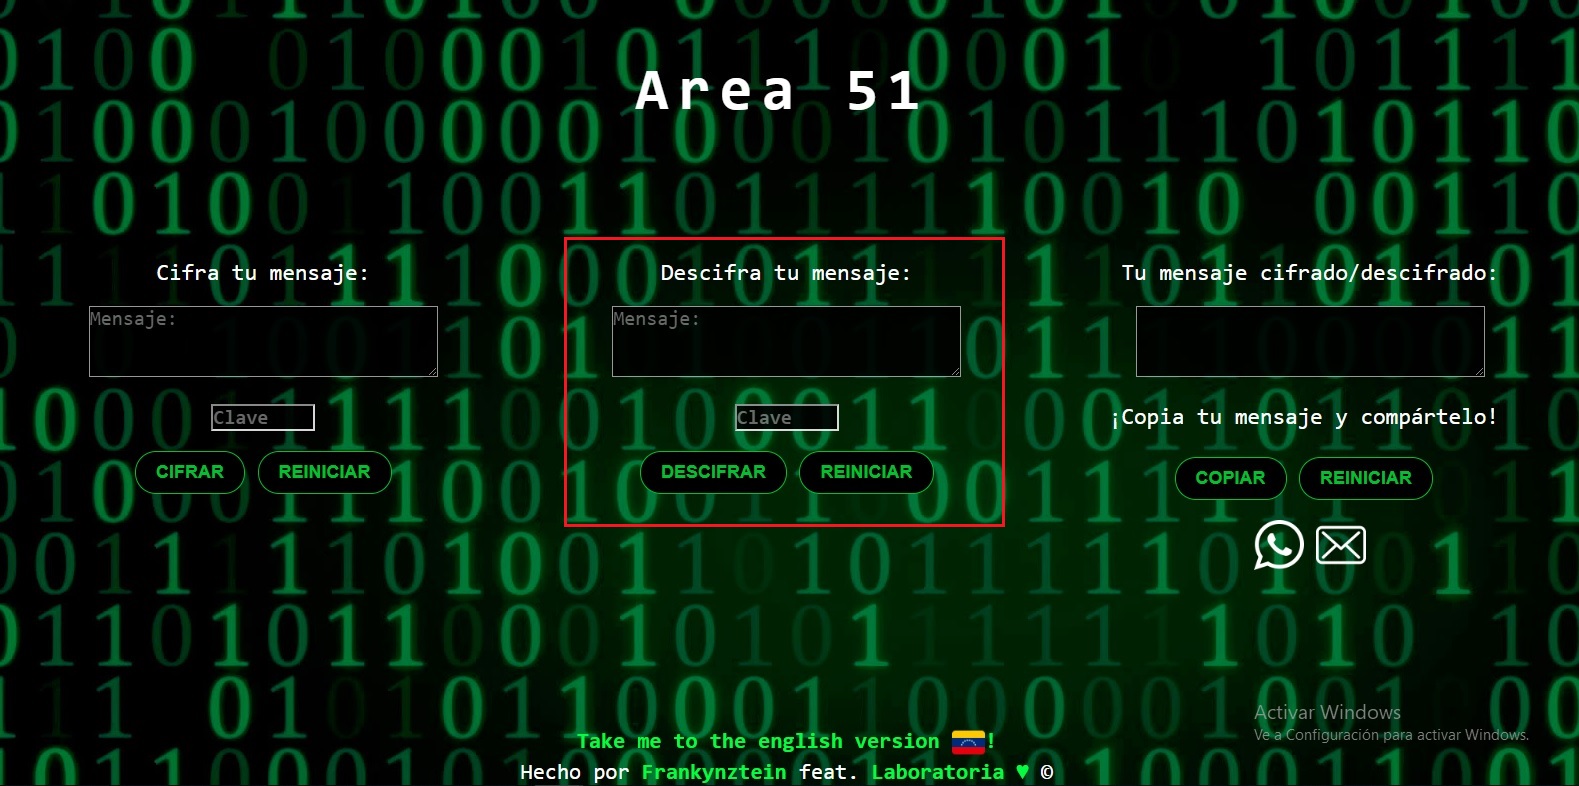 Area 51
Cifra tu mensaje:
Mensaje:
Clave
CIFRAR REINICIAR
Descifra tu mensaje:
Mensaje:
Clave
DESCIFRAR REINICIAR
Tu mensaje cifrado/descifrado:
¡Copia tu mensaje y compártelo!
COPIAR REINICIAR
Activar Windows
Ve a Configuración para activar Windows.
Take me to the english version 🇻🇪!
Hecho por Frankynztein feat. Laboratoria ♥ ©